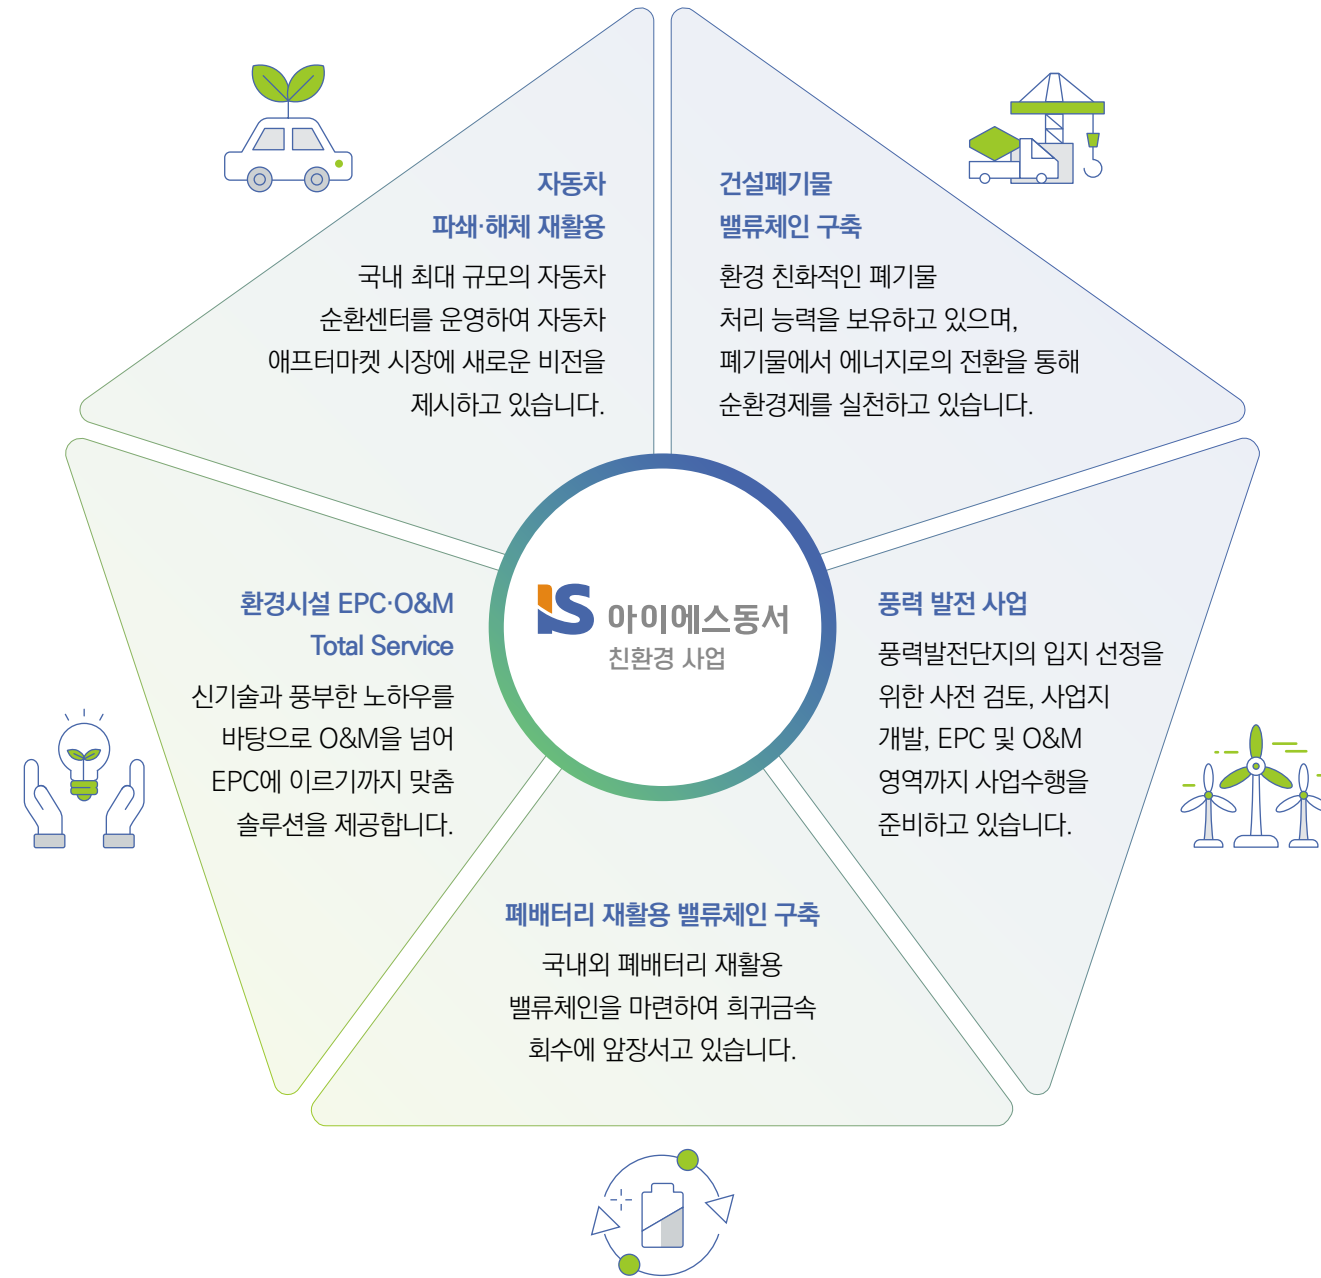 자동차
파쇄·해체 재활용
국내 최대 규모의 자동차
순환센터를 운영하여 자동차
애프터마켓 시장에 새로운 비전을
제시하고 있습니다.
건설폐기물
밸류체인 구축
환경 친화적인 폐기물
처리 능력을 보유하고 있으며,
폐기물에서 에너지로의 전환을 통해
순환경제를 실천하고 있습니다.
환경시설 EPC·O&M
Total Service
신기술과 풍부한 노하우를
바탕으로 O&M을 넘어
EPC에 이르기까지 맞춤
솔루션을 제공합니다.
IS 아이에스동서
친환경 사업
풍력 발전 사업
풍력발전단지의 입지 선정을
위한 사전 검토, 사업지
개발, EPC 및 O&M
영역까지 사업수행을
준비하고 있습니다.
폐배터리 재활용 밸류체인 구축
국내외 폐배터리 재활용
밸류체인을 마련하여 희귀금속
회수에 앞장서고 있습니다.